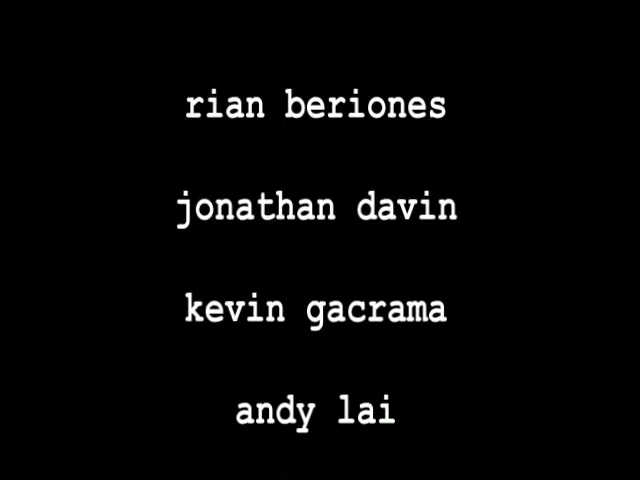 rian beriones
jonathan davin
kevin gacrama
andy lai